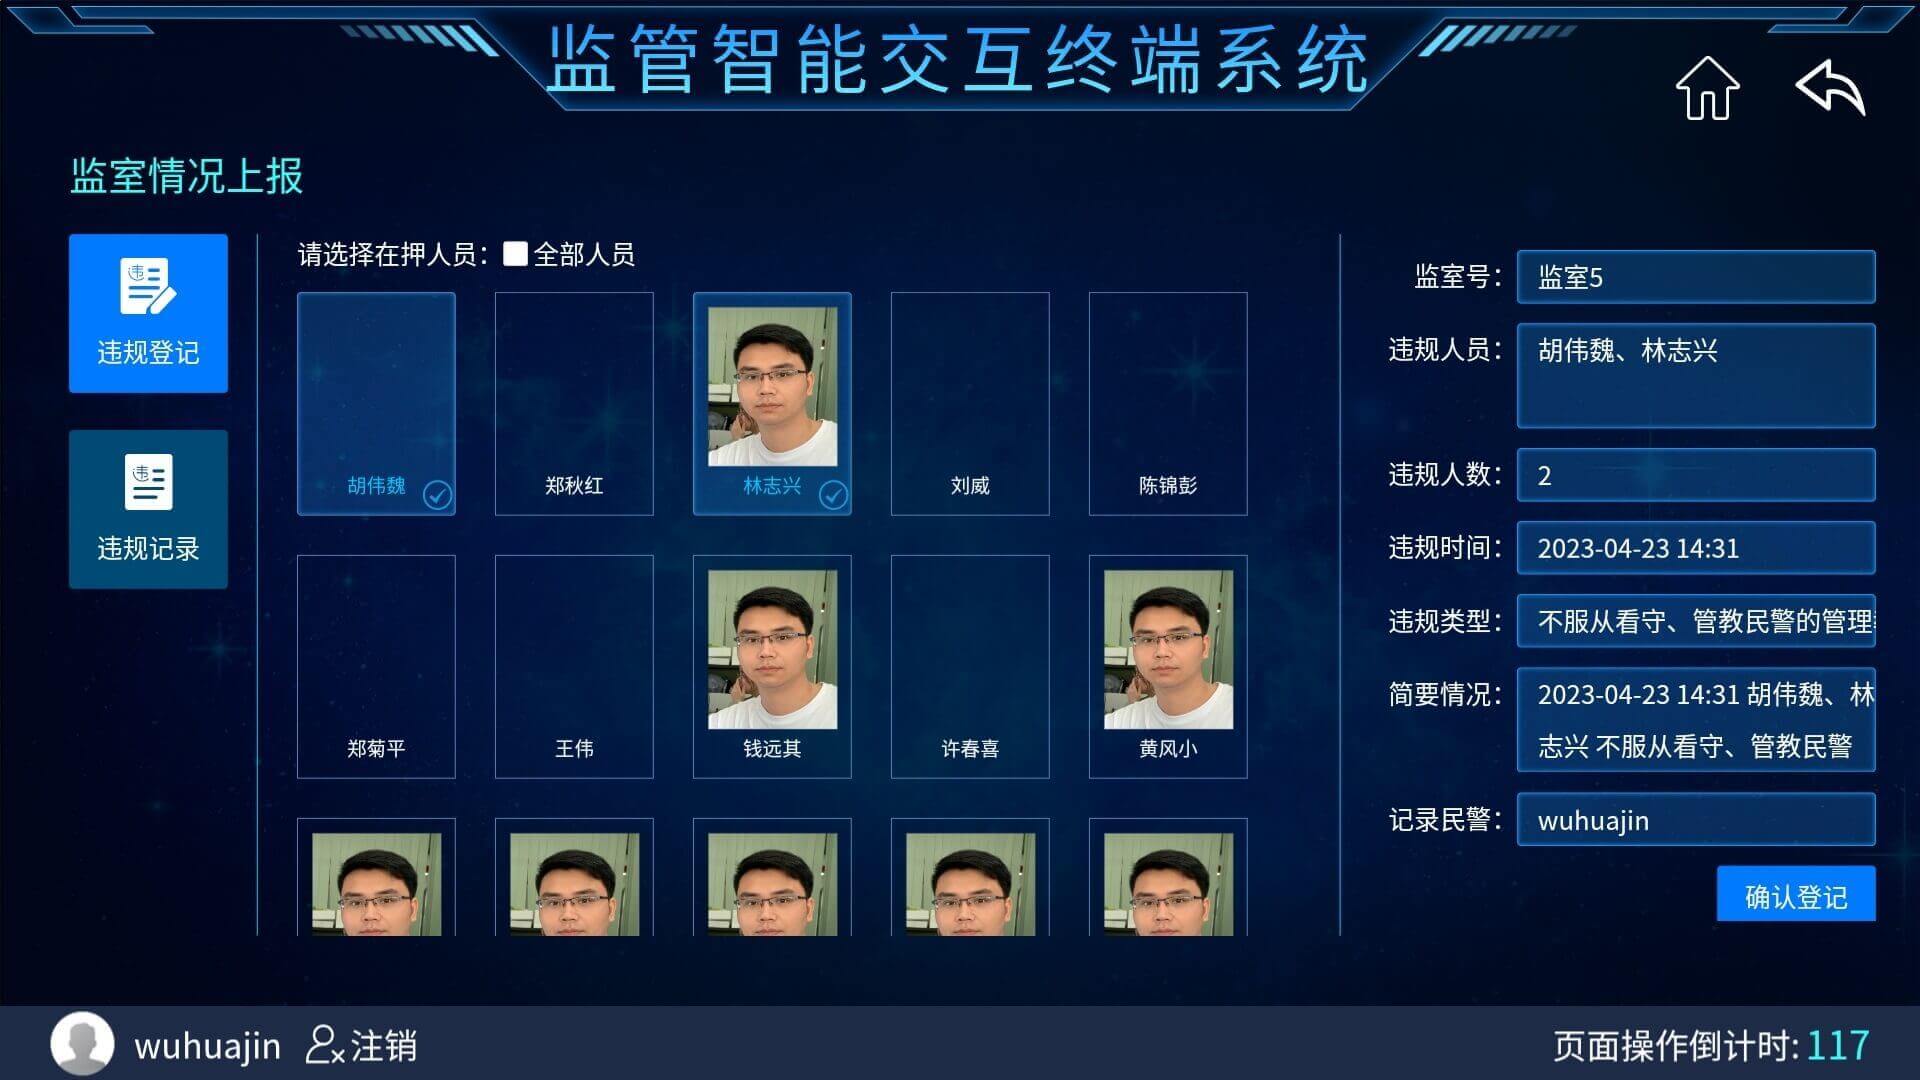 监管智能交互终端系统
监室情况上报
违规登记
违规记录
请选择在押人员：全部人员
胡伟魏
郑秋红
林志兴
刘威
陈锦彭
郑菊平
王伟
钱远其
许春喜
黄风小
监室号：监室5
违规人员：胡伟魏、林志兴
违规人数：2
违规时间：2023-04-23 14:31
违规类型：不服从看守、管教民警的管理
简要情况：2023-04-23 14:31 胡伟魏、林
志兴 不服从看守、管教民警
记录民警：wuhuajin
确认登记
wuhuajin 注销
页面操作倒计时:117